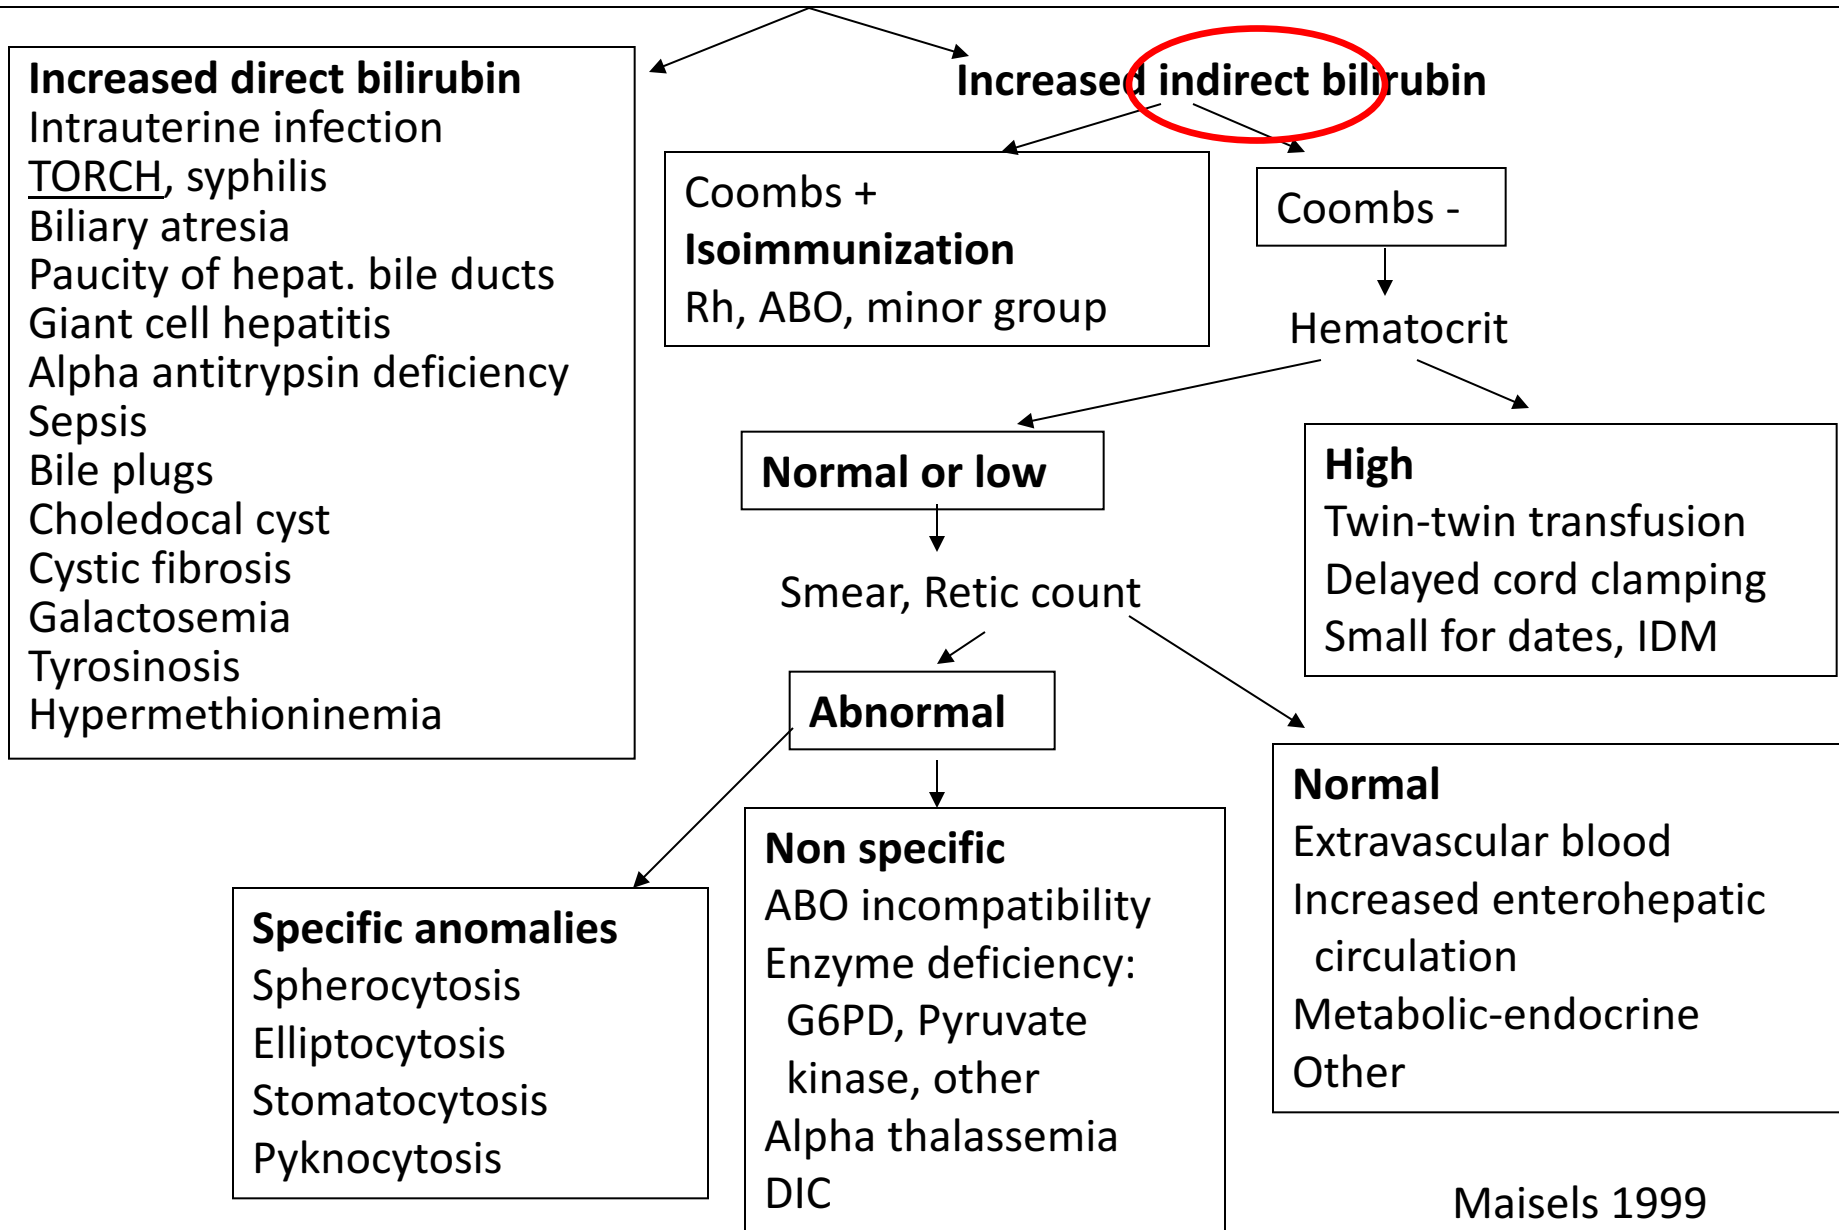 Increased direct bilirubin
Intrauterine infection
TORCH, syphilis
Biliary atresia
Paucity of hepat. bile ducts
Giant cell hepatitis
Alpha antitrypsin deficiency
Sepsis
Bile plugs
Choledocal cyst
Cystic fibrosis
Galactosemia
Tyrosinosis
Hypermethioninemia
Increased indirect bilirubin
Coombs +
Isoimmunization
Rh, ABO, minor group
Coombs -
Hematocrit
Normal or low
High
Twin-twin transfusion
Delayed cord clamping
Small for dates, IDM
Smear, Retic count
Abnormal
Specific anomalies
Spherocytosis
Elliptocytosis
Stomatocytosis
Pyknocytosis
Non specific
ABO incompatibility
Enzyme deficiency:
G6PD, Pyruvate
kinase, other
Alpha thalassemia
DIC
Normal
Extravascular blood
Increased enterohepatic
circulation
Metabolic-endocrine
Other
Maisels 1999